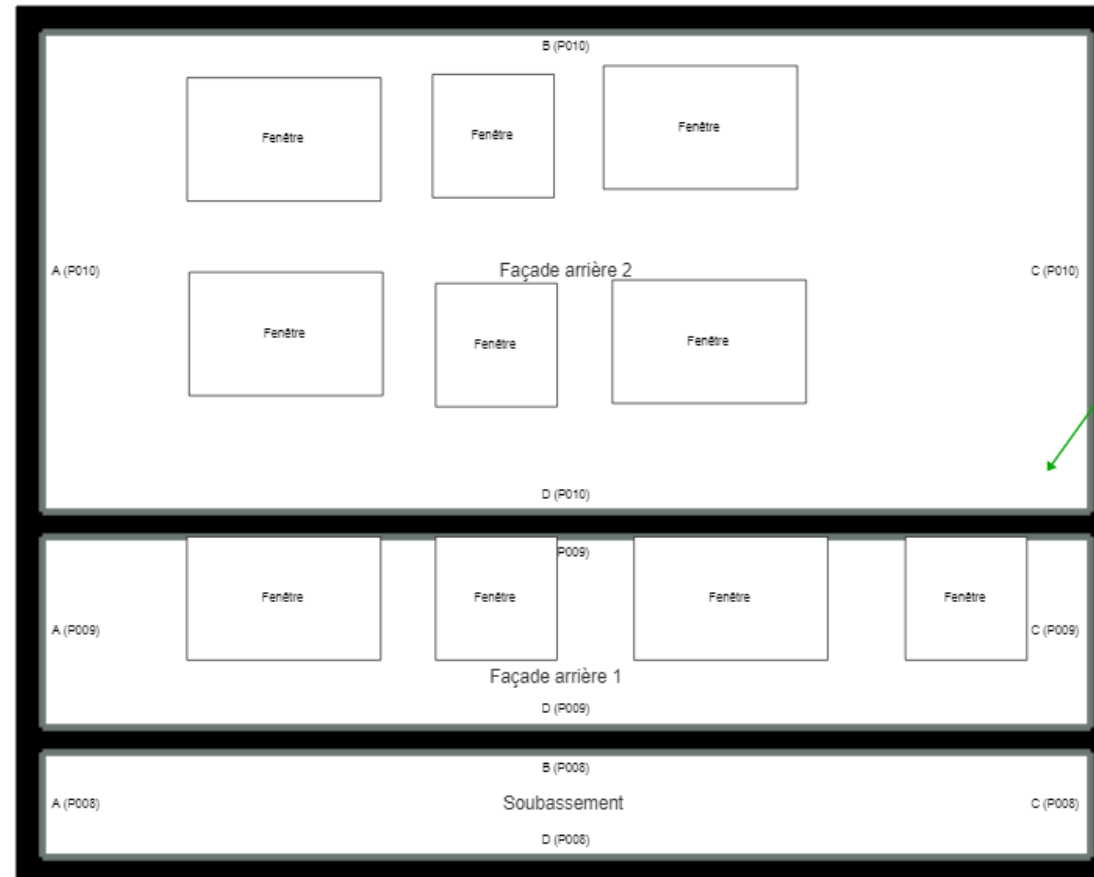 B (P010)
Fenêtre
Fenêtre
Fenêtre
A (P010)
Façade arrière 2
C (P010)
Fenêtre
Fenêtre
Fenêtre
D (P010)
P009)
Fenêtre
Fenêtre
Fenêtre
Fenêtre
A (P009)
C (P009)
Façade arrière 1
D (P009)
B (P008)
A (P008)
Soubassement
C (P008)
D (P008)